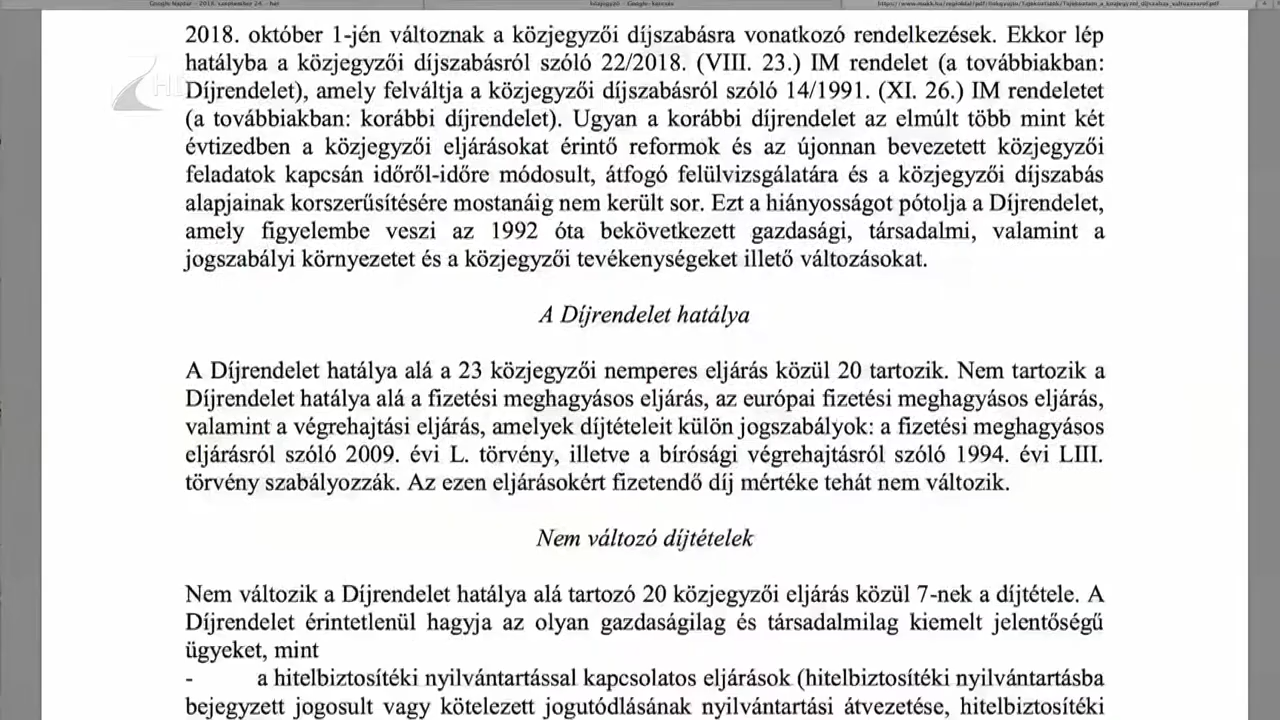 Google Naptár - 2018. szeptember 24. - hét
közjegyző - Google-keresés
2018. október 1-jén változnak a közjegyzői díjszabásra vonatkozó rendelkezések. Ekkor lép
hatályba a közjegyzői díjszabásról szóló 22/2018. (VIII. 23.) IM rendelet (a továbbiakban:
HD
Díjrendelet), amely felváltja a közjegyzői díjszabásról szóló 14/1991. (XI. 26.) IM rendeletet
(a továbbiakban: korábbi díjrendelet). Ugyan a korábbi díjrendelet az elmúlt több mint két
évtizedben a közjegyzői eljárásokat érintő reformok és az újonnan bevezetett közjegyzői
feladatok kapcsán időről-időre módosult, átfogó felülvizsgálatára és a közjegyzői díjszabás
alapjainak korszerűsítésére mostanáig nem került sor. Ezt a hiányosságot pótolja a Díjrendelet,
amely figyelembe veszi az 1992 óta bekövetkezett gazdasági, társadalmi, valamint a
jogszabályi környezetet és a közjegyzői tevékenységeket illető változásokat.
A Díjrendelet hatálya
A Díjrendelet hatálya alá a 23 közjegyzői nemperes eljárás közül 20 tartozik. Nem tartozik a
Díjrendelet hatálya alá a fizetési meghagyásos eljárás, az európai fizetési meghagyásos eljárás,
valamint a végrehajtási eljárás, amelyek díjtételeit külön jogszabályok: a fizetési meghagyásos
eljárásról szóló 2009. évi L. törvény, illetve a bírósági végrehajtásról szóló 1994. évi LIII.
törvény szabályozzák. Az ezen eljárásokért fizetendő díj mértéke tehát nem változik.
Nem változó díjtételek
Nem változik a Díjrendelet hatálya alá tartozó 20 közjegyzői eljárás közül 7-nek a díjtétele. A
Díjrendelet érintetlenül hagyja az olyan gazdaságilag és társadalmilag kiemelt jelentőségű
ügyeket, mint
- a hitelbiztosítéki nyilvántartással kapcsolatos eljárások (hitelbiztosítéki nyilvántartásba
bejegyzett jogosult vagy kötelezett jogutódlásának nyilvántartási átvezetése, hitelbiztosítéki